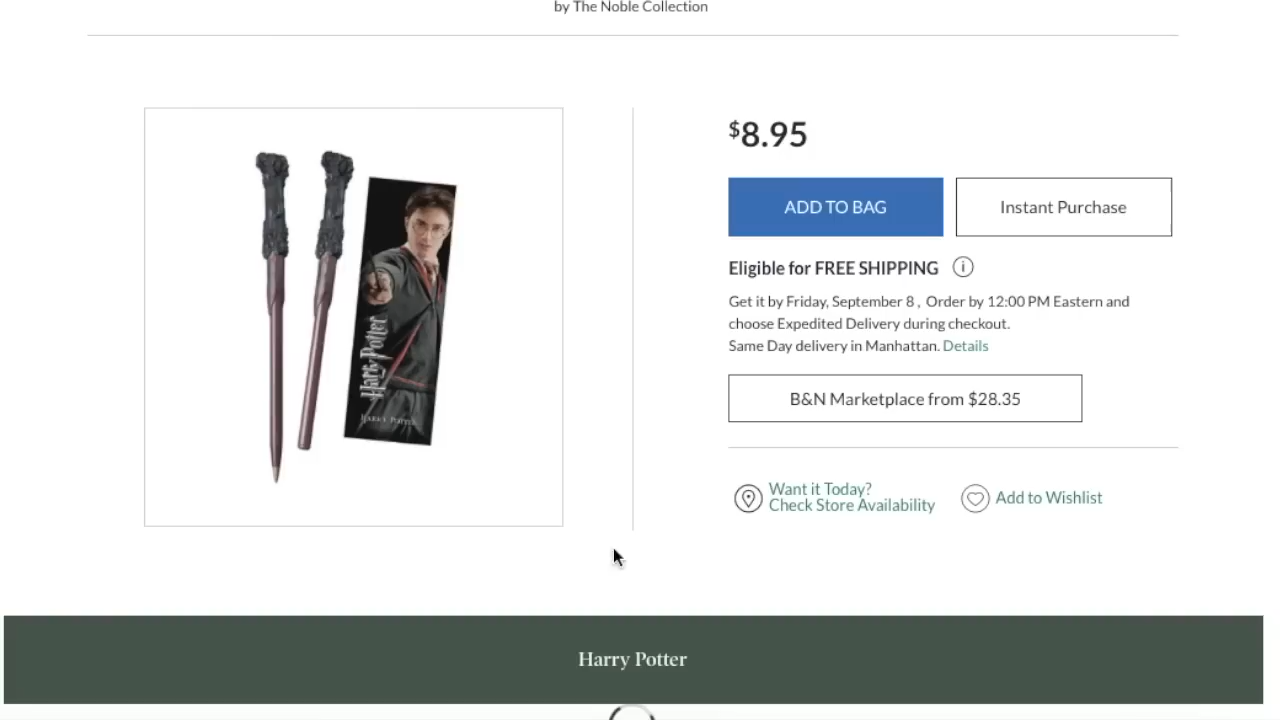 by The Noble Collection
$8.95
ADD TO BAG
Instant Purchase
Eligible for FREE SHIPPING
Get it by Friday, September 8 , Order by 12:00 PM Eastern and
choose Expedited Delivery during checkout.
Same Day delivery in Manhattan. Details
B&N Marketplace from $28.35
Want it Today?
Check Store Availability
Add to Wishlist
Harry Potter
HARRY POTTER
Harry Potter